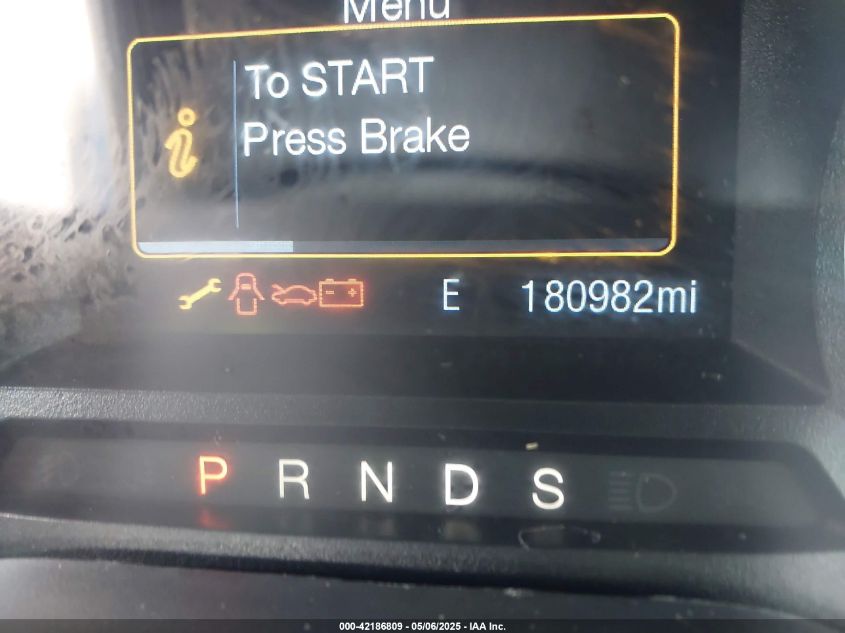 Menu
To START
Press Brake
E 180982mi
P R N D S
000-42186809 - 05/06/2025 - IAA Inc.